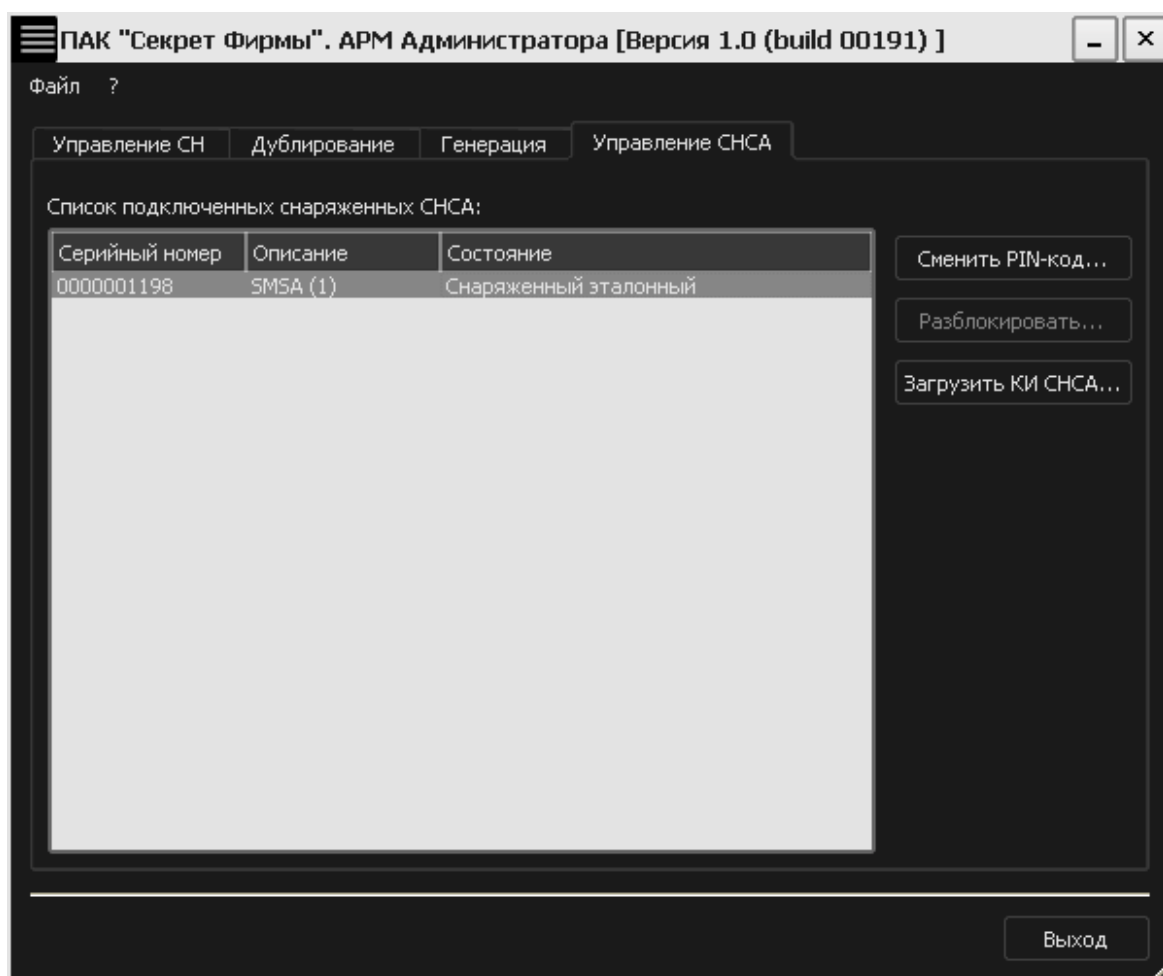 ПАК "Секрет Фирмы". АРМ Администратора [Версия 1.0 (build 00191) ]
Файл ?
Управление СН Дублирование Генерация Управление СНСА
Список подключенных снаряженных СНСА:
Серийный номер Описание Состояние
0000001198 SMSA (1) Снаряженный эталонный
Сменить PIN-код...
Разблокировать...
Загрузить КИ СНСА...
Выход